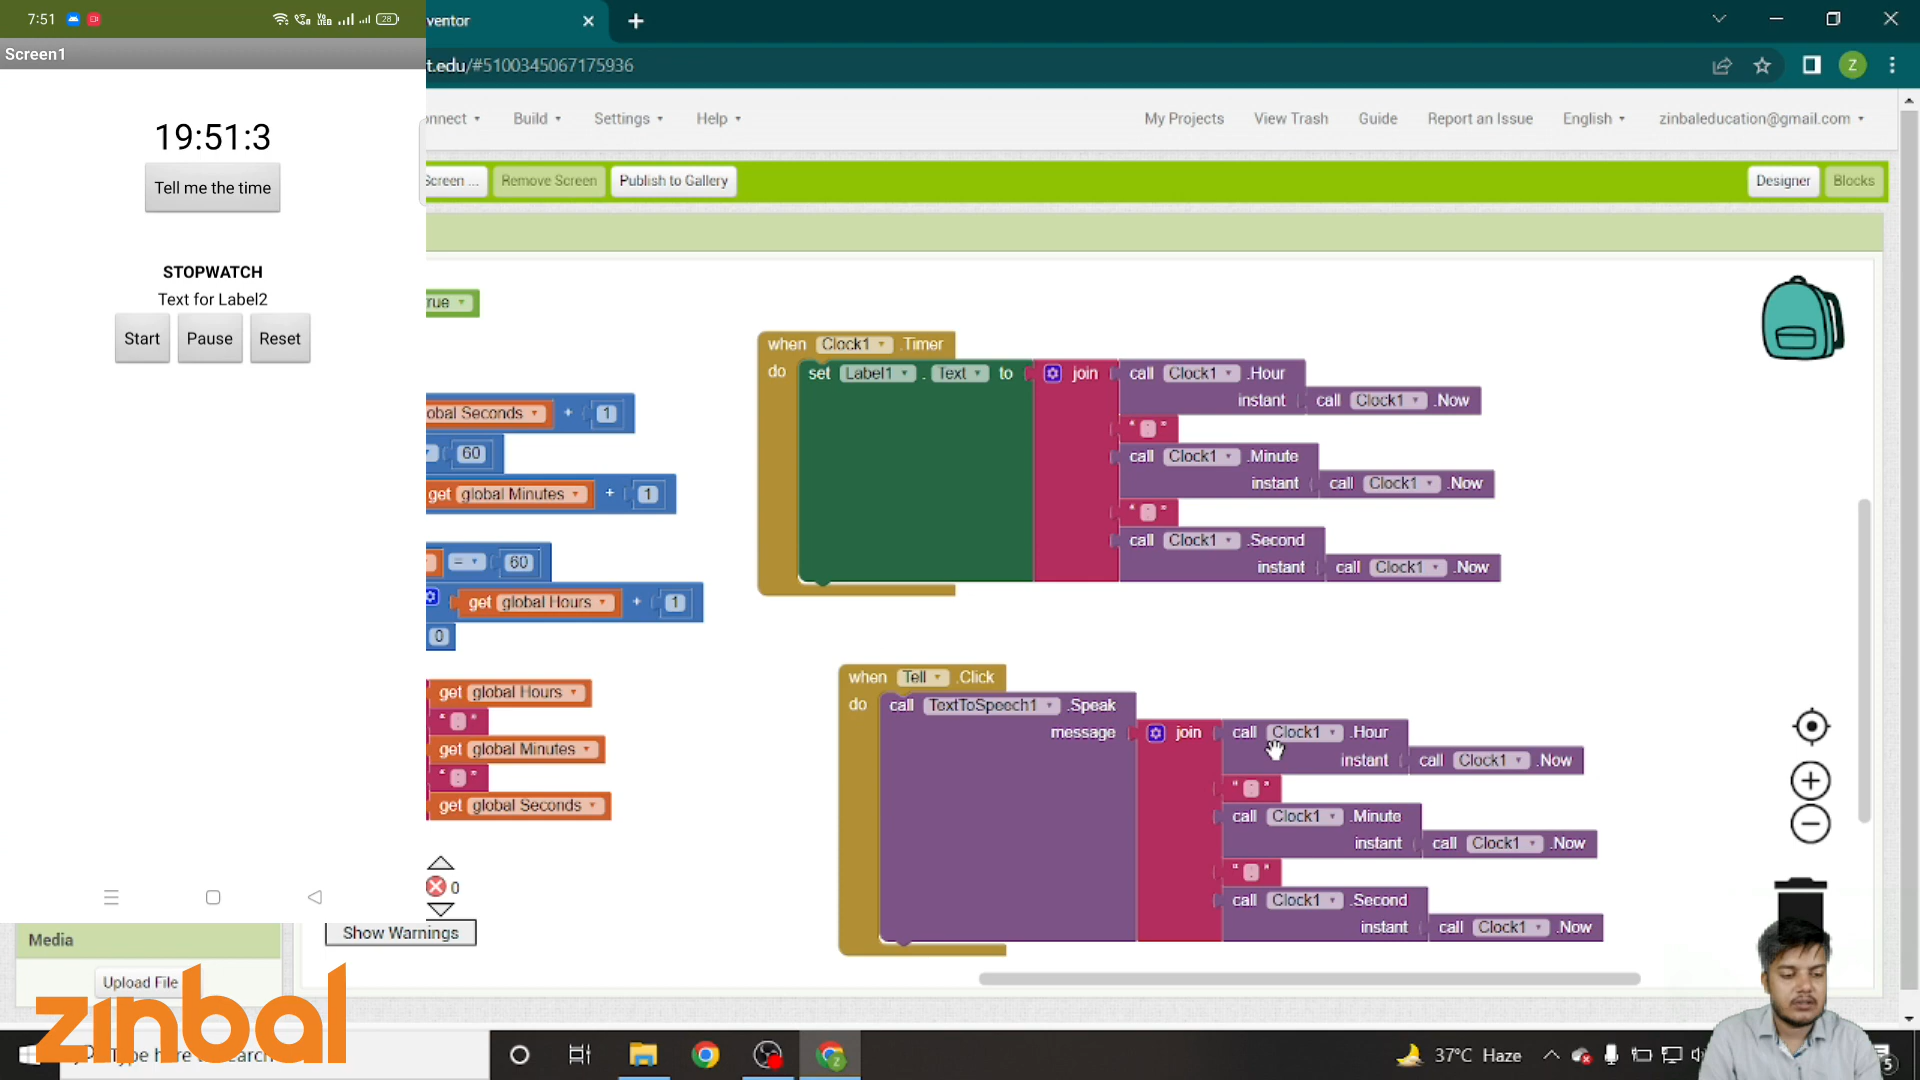 7:51
28
Screen1
19:51:3
Tell me the time
STOPWATCH
Text for Label2
Start
Pause
Reset
ventor
t.edu/#5100345067175936
Z
nnect
Build
Settings
Help
My Projects
View Trash
Guide
Report an Issue
English
zinbaleducation@gmail.com
Screen ...
Remove Screen
Publish to Gallery
Designer
Blocks
rue
obal Seconds + 1
60
get global Minutes + 1
= 60
get global Hours + 1
0
get global Hours
" : "
get global Minutes
" : "
get global Seconds
when Clock1 .Timer
do set Label1 . Text to join call Clock1 .Hour
instant call Clock1 .Now
" : "
call Clock1 .Minute
instant call Clock1 .Now
" : "
call Clock1 .Second
instant call Clock1 .Now
when Tell .Click
do call TextToSpeech1 .Speak
message join call Clock1 .Hour
instant call Clock1 .Now
" : "
call Clock1 .Minute
instant call Clock1 .Now
" : "
call Clock1 .Second
instant call Clock1 .Now
0
Show Warnings
Media
Upload File
zinbal
37°C Haze
5